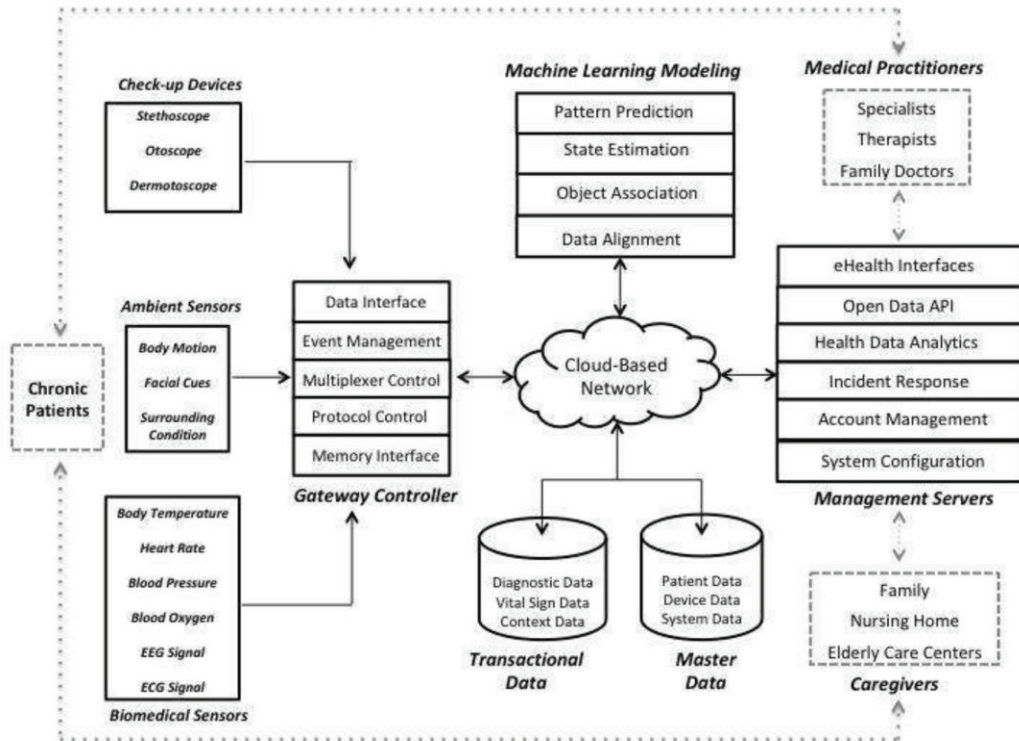 Check-up Devices
Stethoscope
Otoscope
Dermotoscope
Ambient Sensors
Body Motion
Facial Cues
Surrounding
Condition
Chronic
Patients
Body Temperature
Heart Rate
Blood Pressure
Blood Oxygen
EEG Signal
ECG Signal
Biomedical Sensors
Data Interface
Event Management
Multiplexer Control
Protocol Control
Memory Interface
Gateway Controller
Machine Learning Modeling
Pattern Prediction
State Estimation
Object Association
Data Alignment
Cloud-Based
Network
Diagnostic Data
Vital Sign Data
Context Data
Transactional
Data
Patient Data
Device Data
System Data
Master
Data
Medical Practitioners
Specialists
Therapists
Family Doctors
eHealth Interfaces
Open Data API
Health Data Analytics
Incident Response
Account Management
System Configuration
Management Servers
Family
Nursing Home
Elderly Care Centers
Caregivers